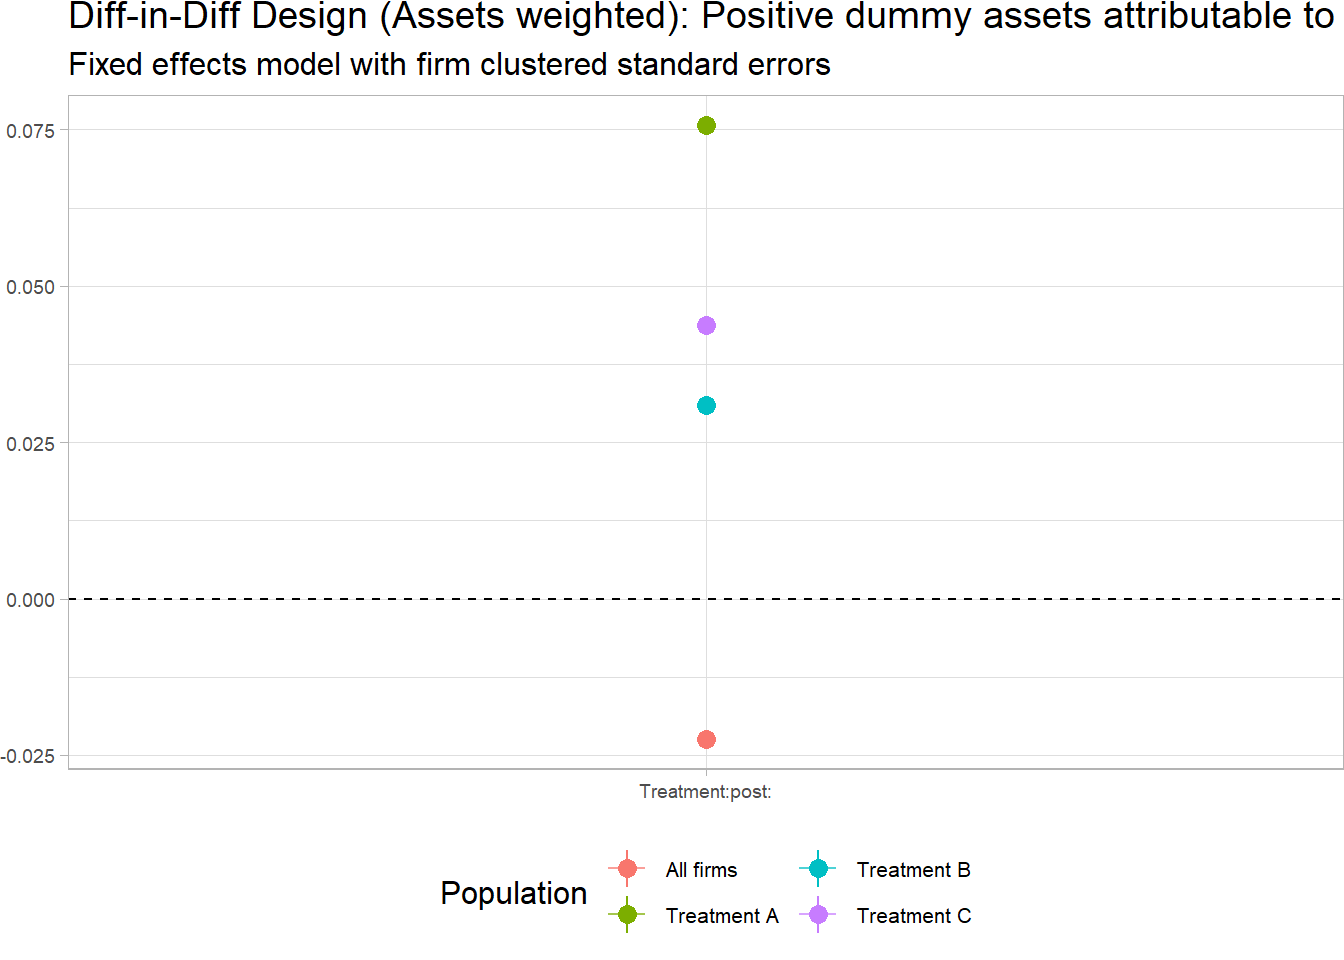 Diff-in-Diff Design (Assets weighted): Positive dummy assets attributable to
Fixed effects model with firm clustered standard errors
0.075
0.050
0.025
0.000
-0.025
Treatment:post:
Population
All firms
Treatment A
Treatment B
Treatment C